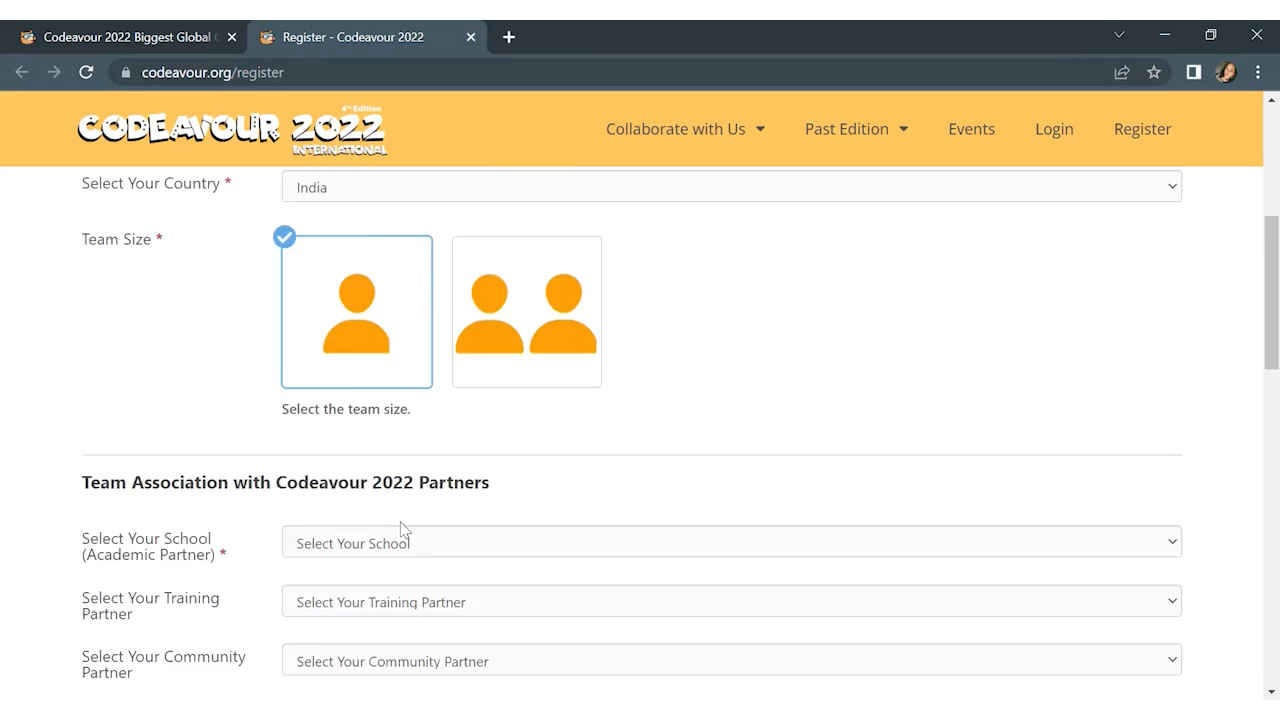 Codeavour 2022 Biggest Global
Register - Codeavour 2022
codeavour.org/register
CODEAVOUR 2022
4th Edition
INTERNATIONAL
Collaborate with Us
Past Edition
Events
Login
Register
Select Your Country *
India
Team Size *
Select the team size.
Team Association with Codeavour 2022 Partners
Select Your School
(Academic Partner) *
Select Your School
Select Your Training
Partner
Select Your Training Partner
Select Your Community
Partner
Select Your Community Partner